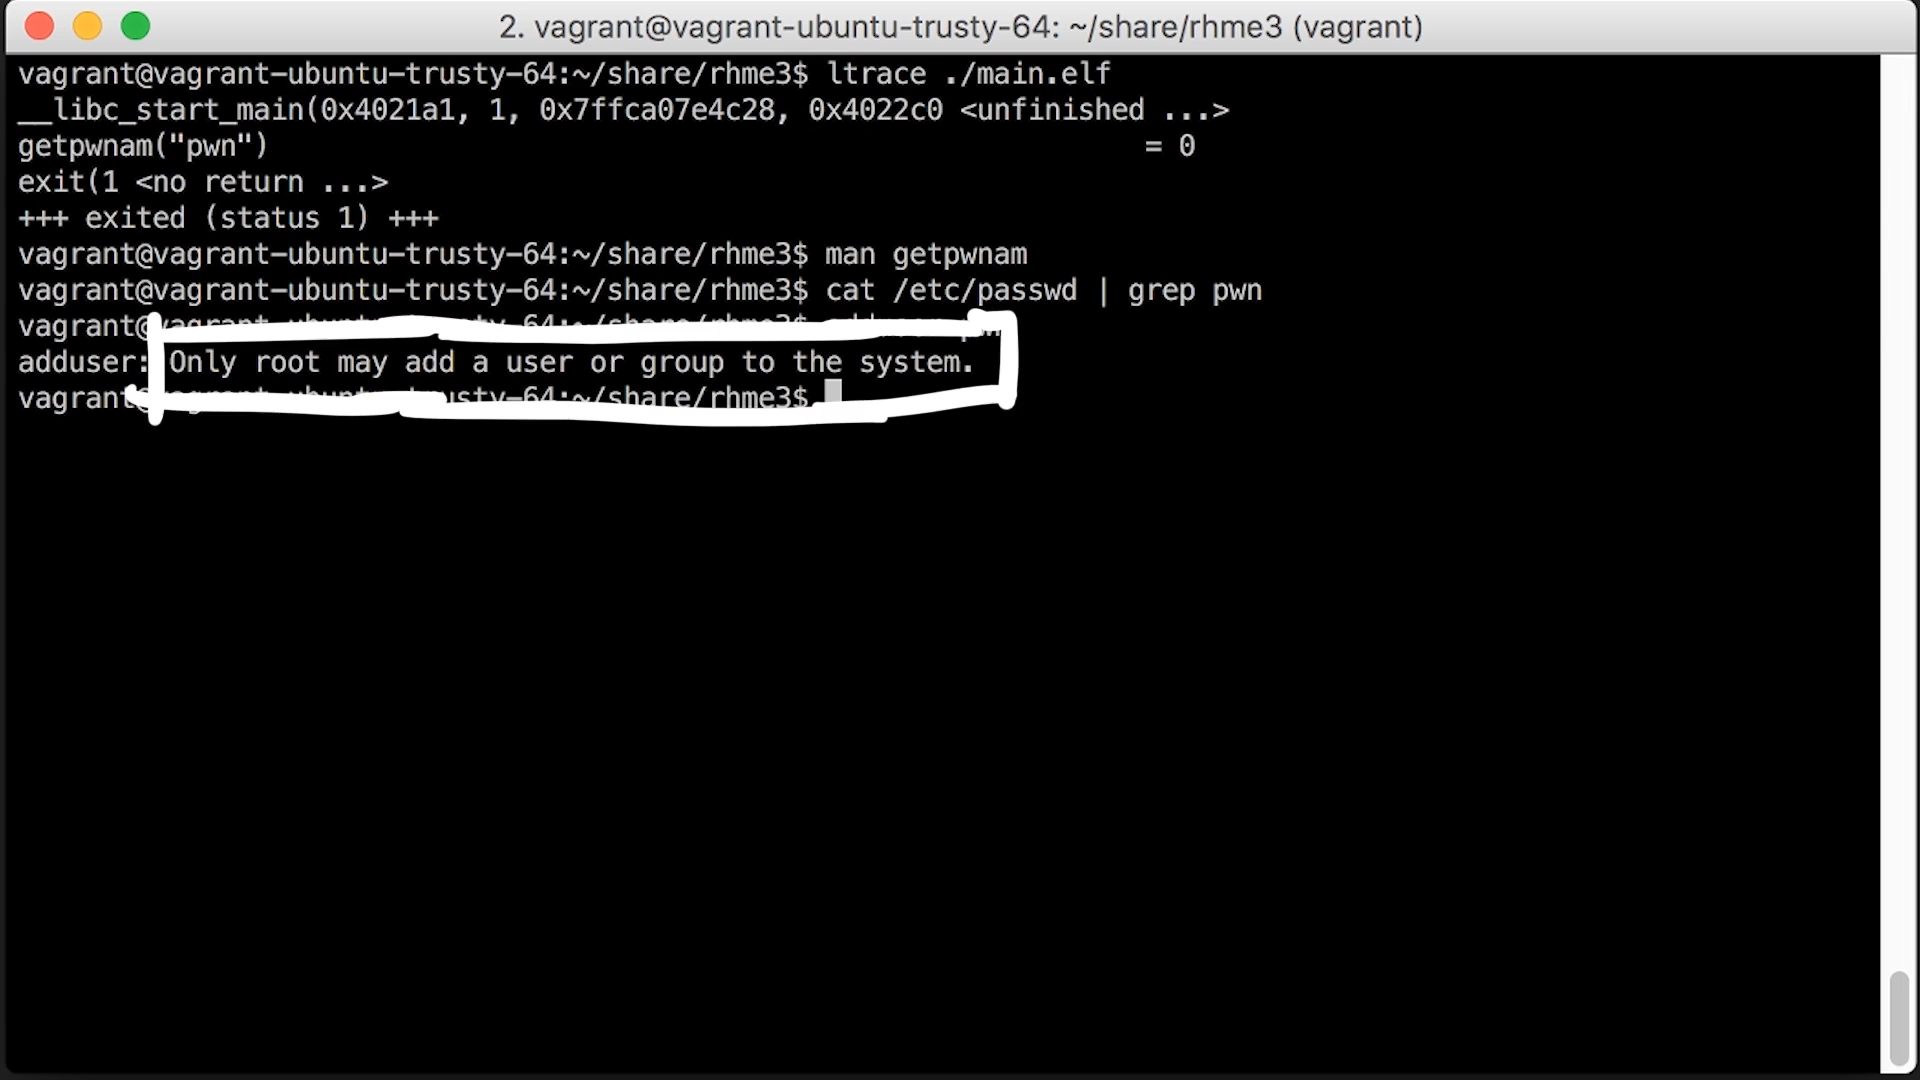 2. vagrant@vagrant-ubuntu-trusty-64: ~/share/rhme3 (vagrant)
vagrant@vagrant-ubuntu-trusty-64:~/share/rhme3$ ltrace ./main.elf
__libc_start_main(0x4021a1, 1, 0x7ffca07e4c28, 0x4022c0 <unfinished ...>
getpwnam("pwn") = 0
exit(1 <no return ...>
+++ exited (status 1) +++
vagrant@vagrant-ubuntu-trusty-64:~/share/rhme3$ man getpwnam
vagrant@vagrant-ubuntu-trusty-64:~/share/rhme3$ cat /etc/passwd | grep pwn
vagrant@vagrant-ubuntu-trusty-64:~/share/rhme3$
adduser: Only root may add a user or group to the system.
vagrant@vagrant-ubuntu-trusty-64:~/share/rhme3$